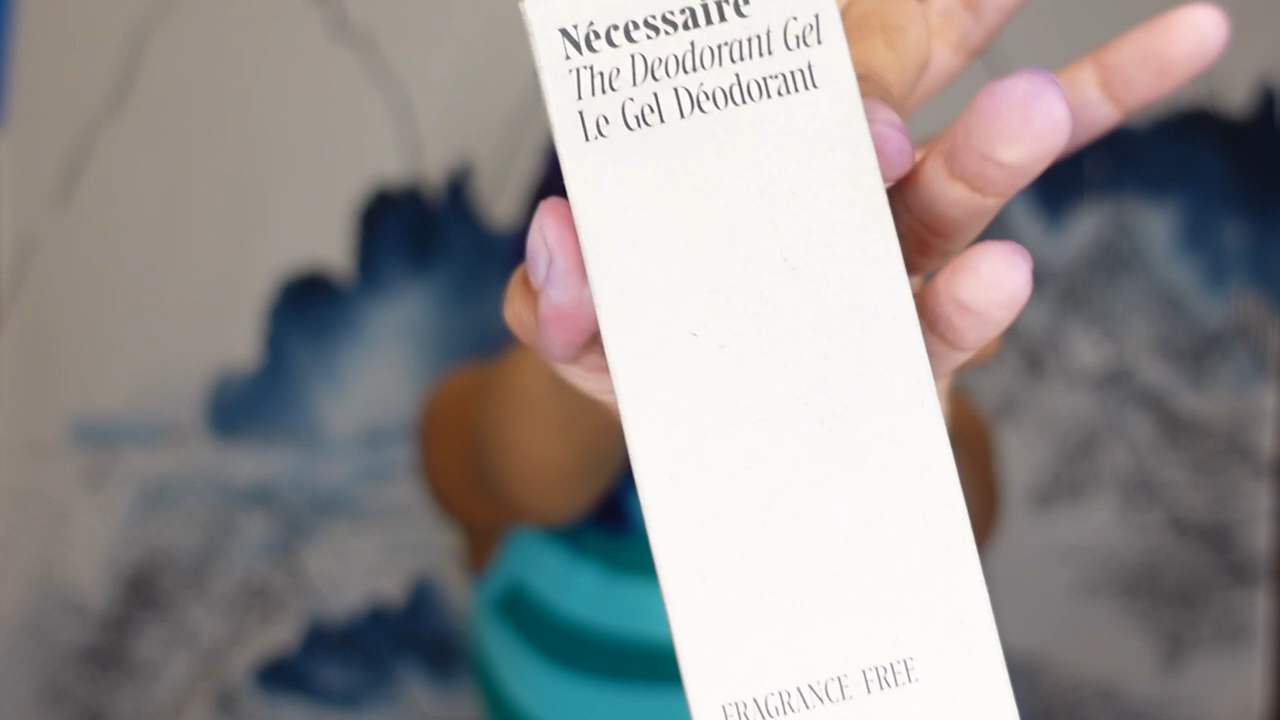 Nécessaire
The Deodorant Gel
Le Gel Déodorant
FRAGRANCE FREE